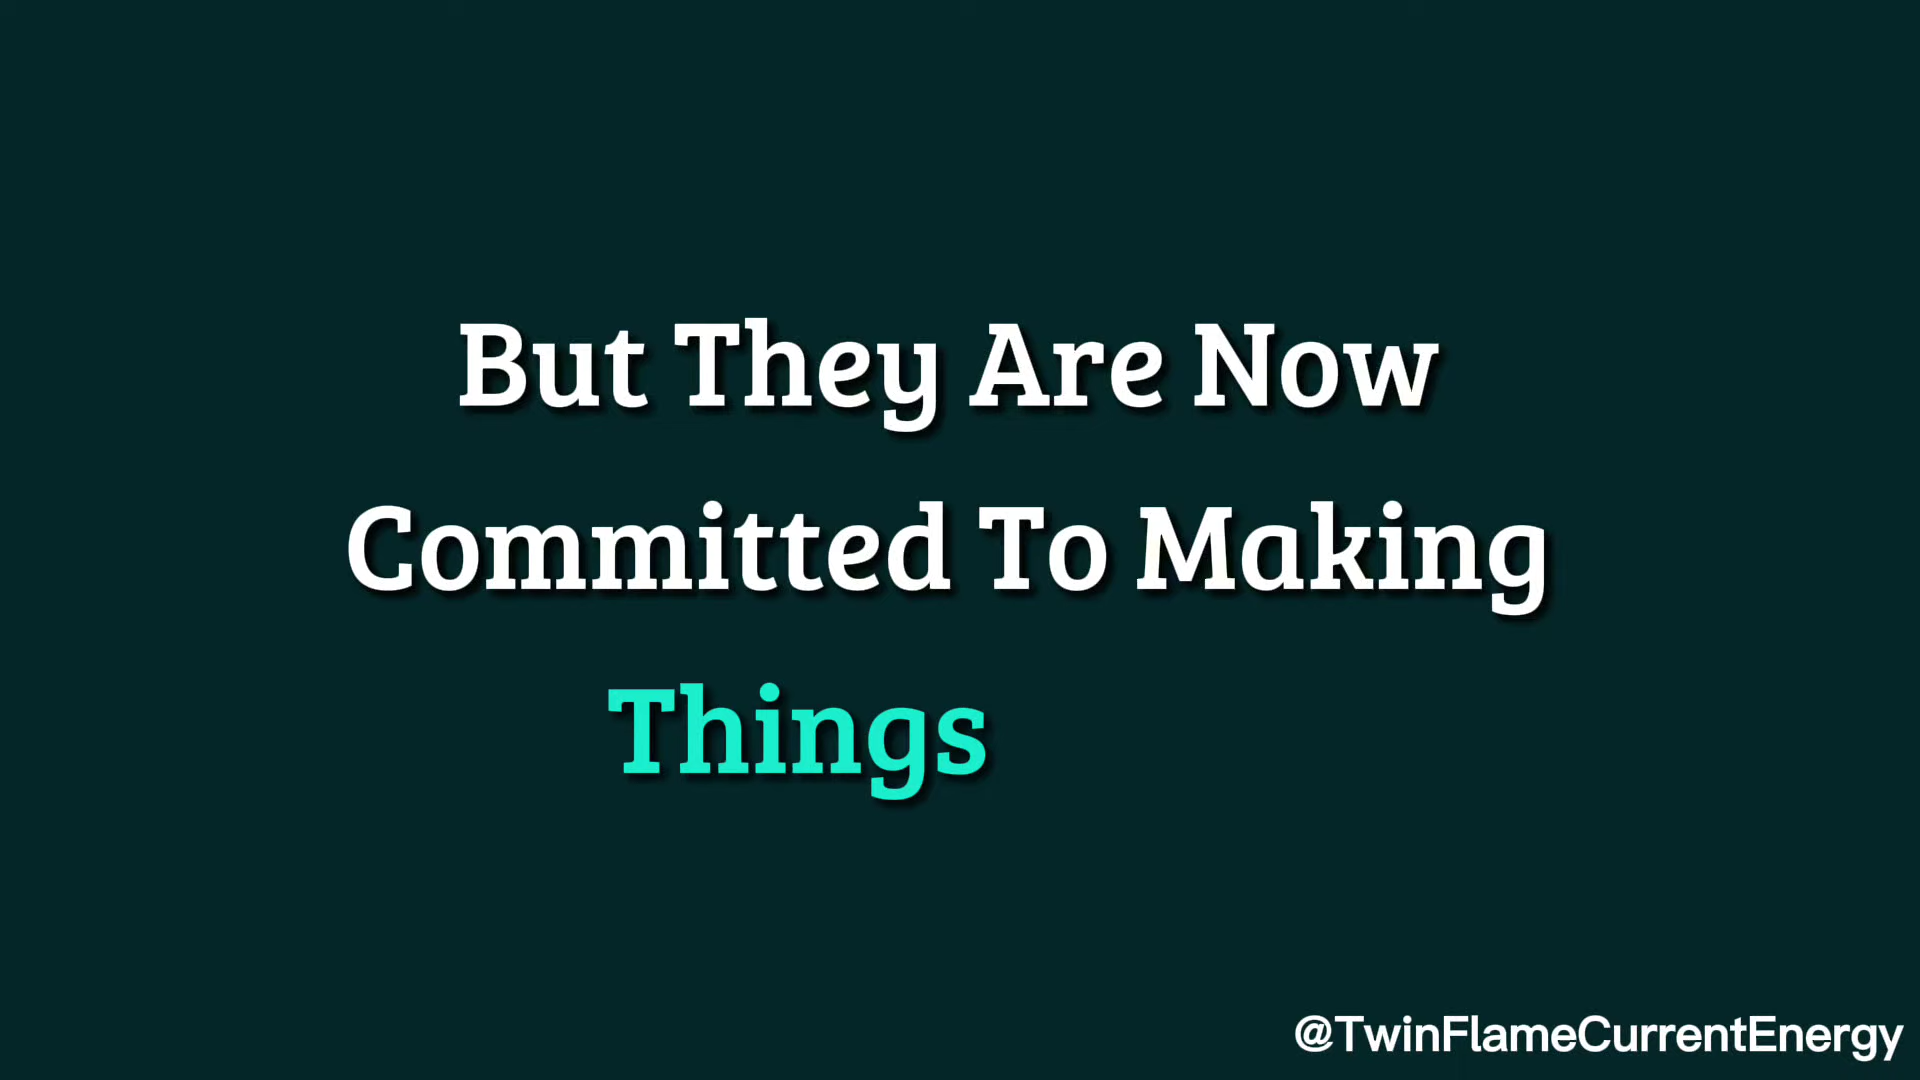 But They Are Now
Committed To Making
Things
@TwinFlameCurrentEnergy